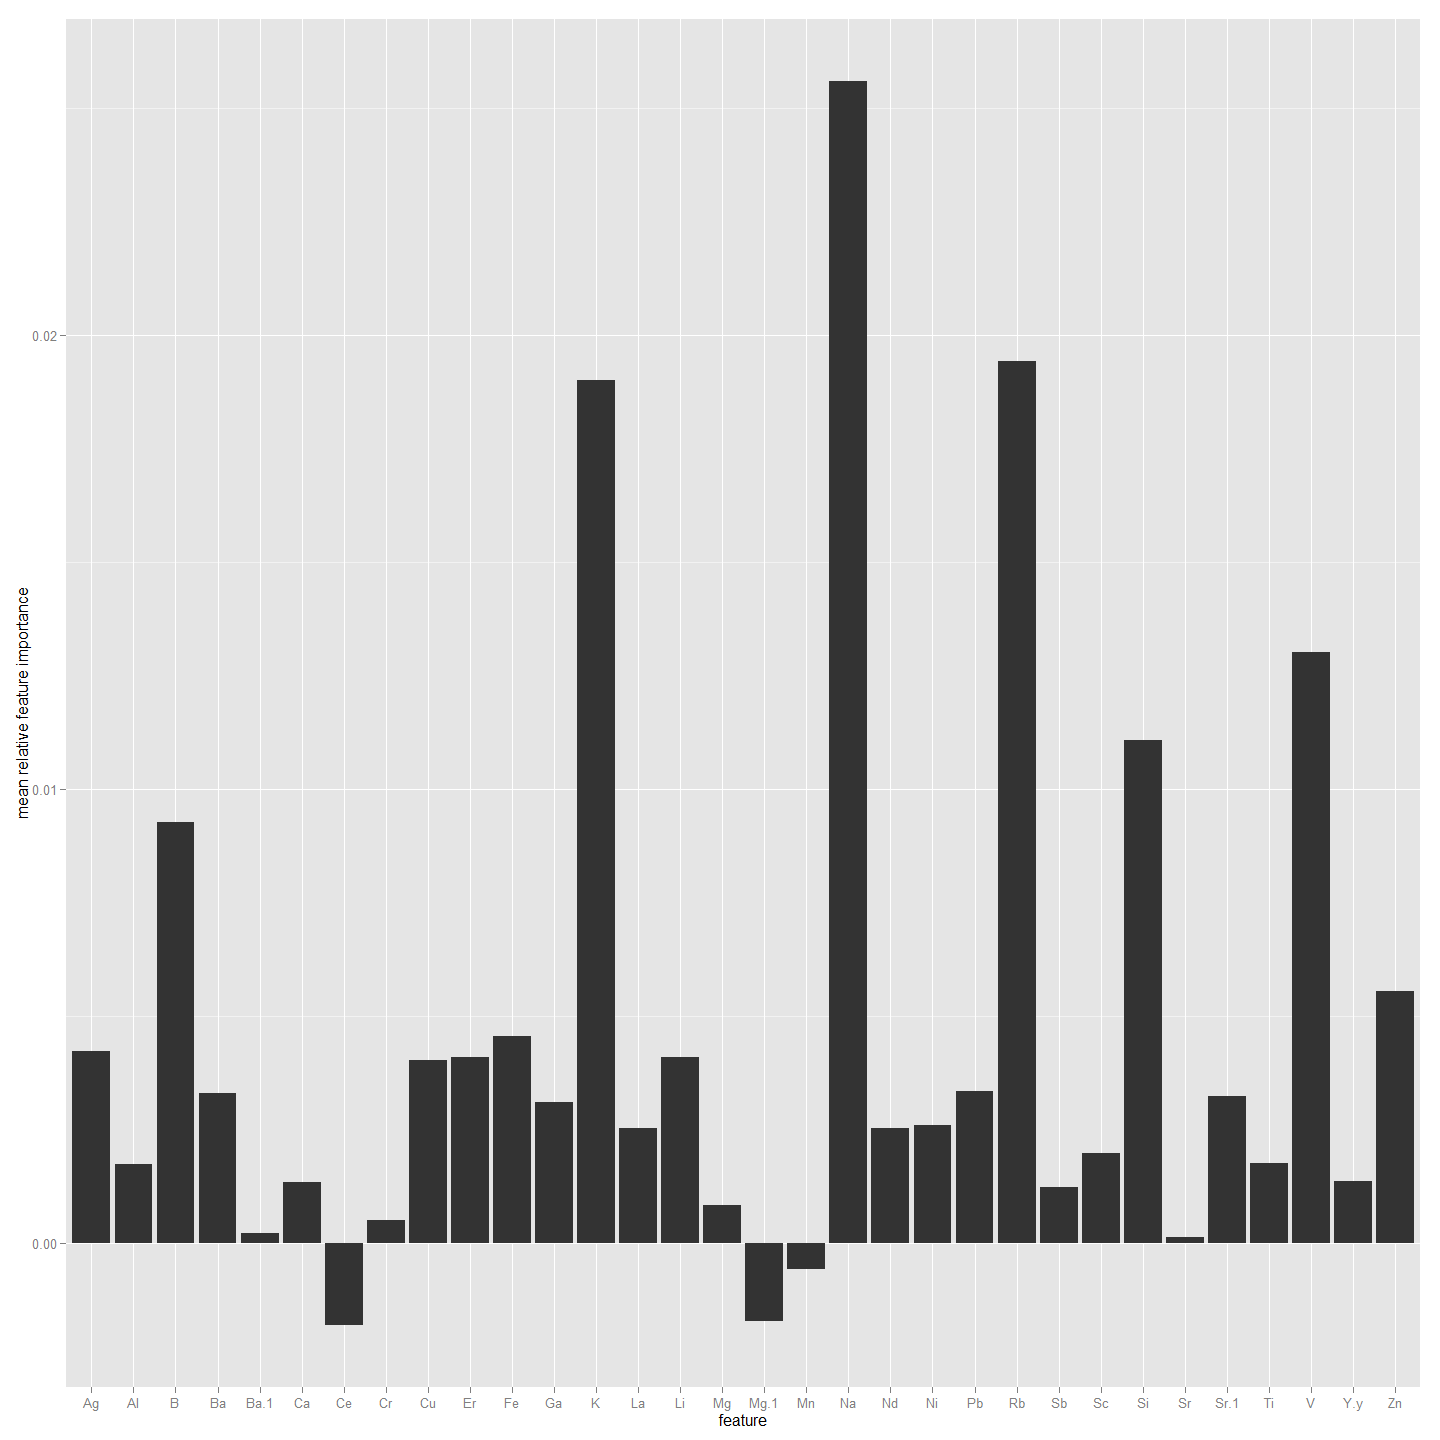 mean relative feature importance
0.02
0.01
0.00
Ag Al B Ba Ba.1 Ca Ce Cr Cu Er Fe Ga K La Li Mg Mg.1 Mn Na Nd Ni Pb Rb Sb Sc Si Sr Sr.1 Ti V Y.y Zn
feature